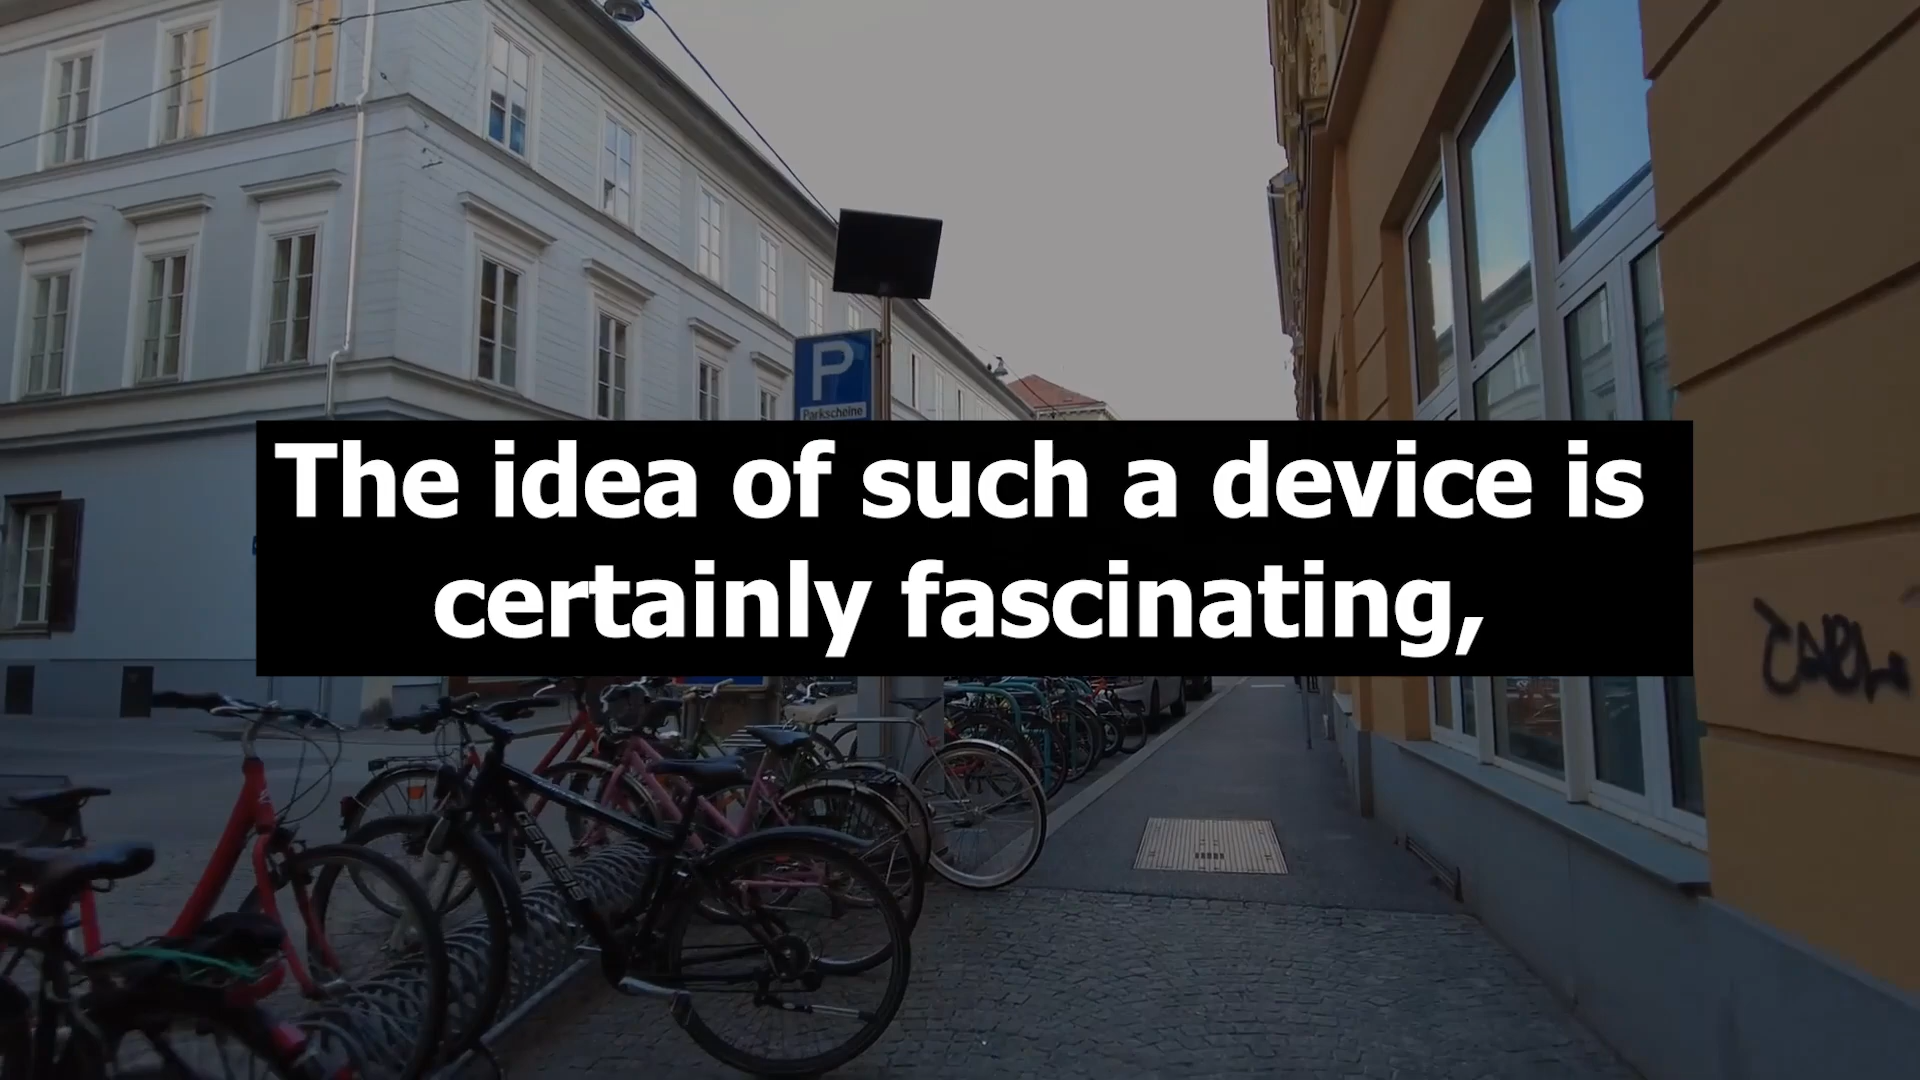 P
Parkscheine
The idea of such a device is
certainly fascinating,
GENESIS